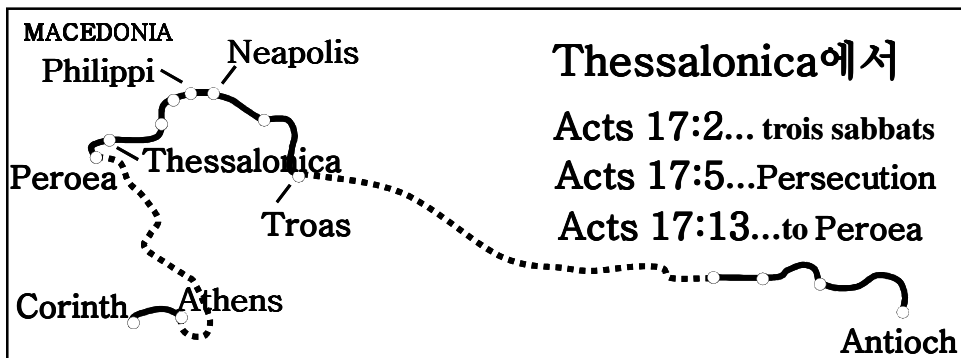 MACEDONIA
Neapolis
Philippi
Thessalonica에서
Acts 17:2... trois sabbats
Thessalonica
Peroea
Acts 17:5...Persecution
Troas
Acts 17:13...to Peroea
Corinth
Athens
Antioch